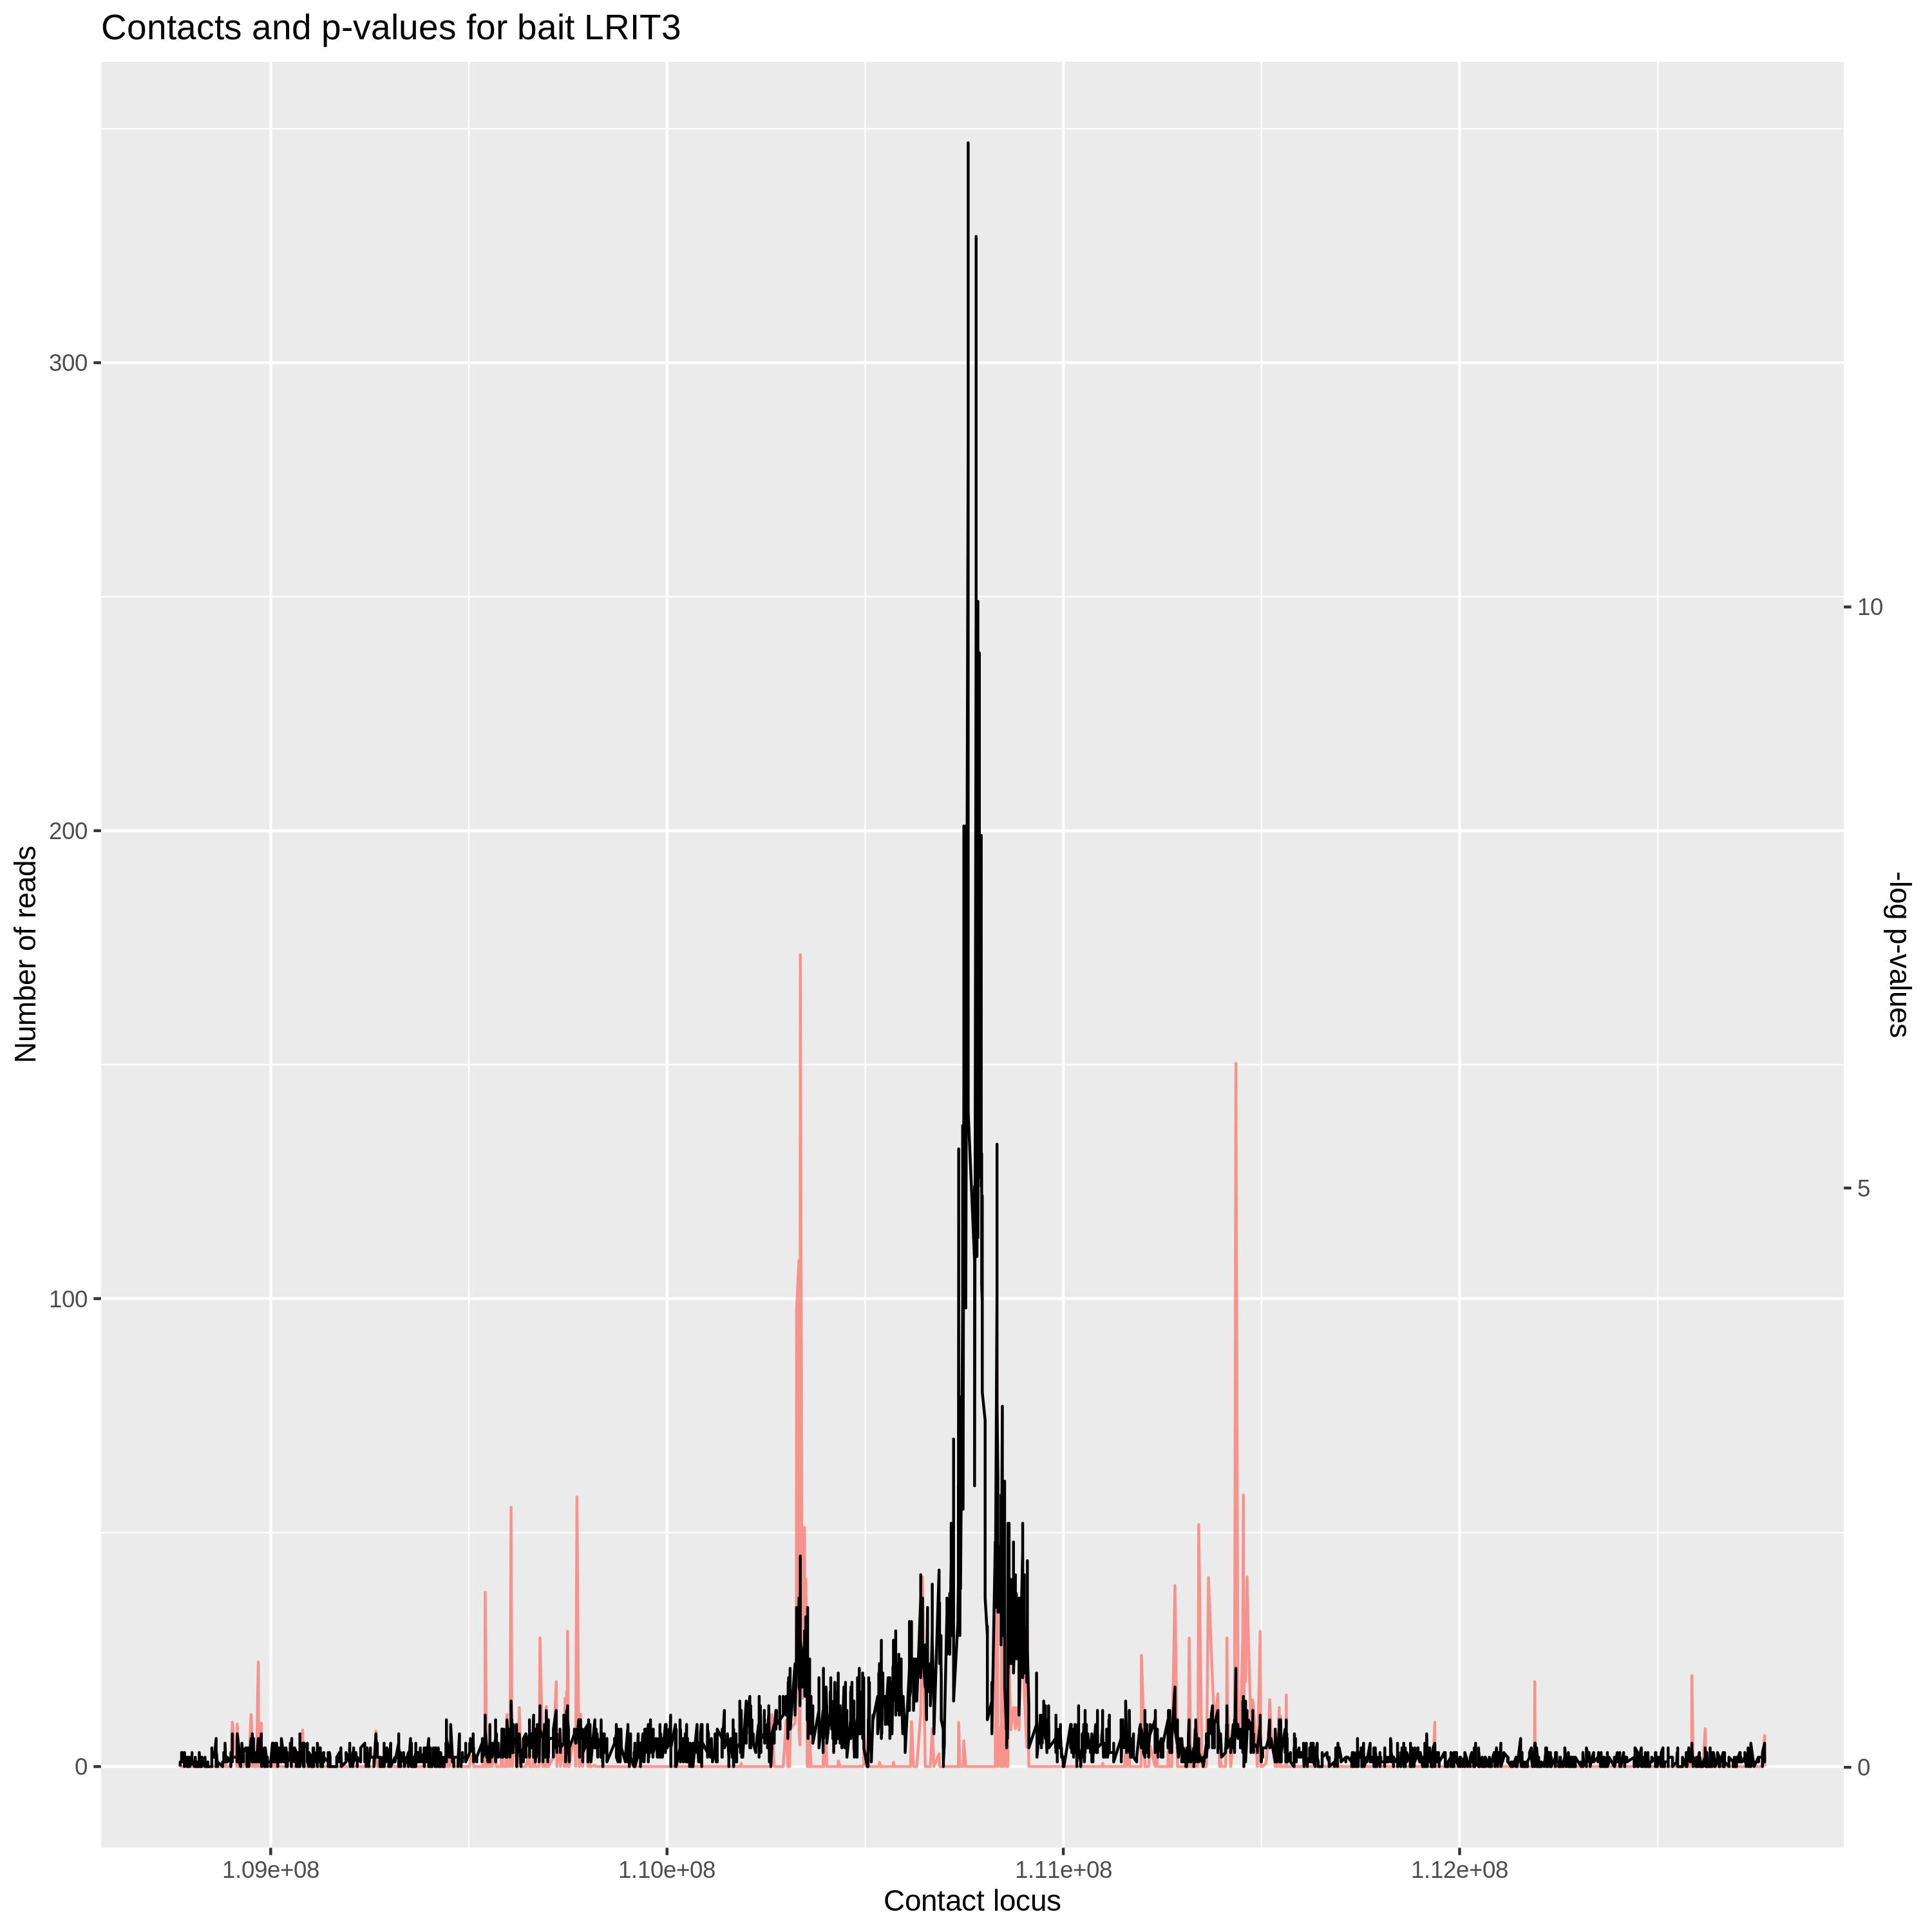 Contacts and p-values for bait LRIT3
300
200
100
0
Number of reads
10
5
0
-log p-values
1.09e+08
1.10e+08
1.11e+08
1.12e+08
Contact locus